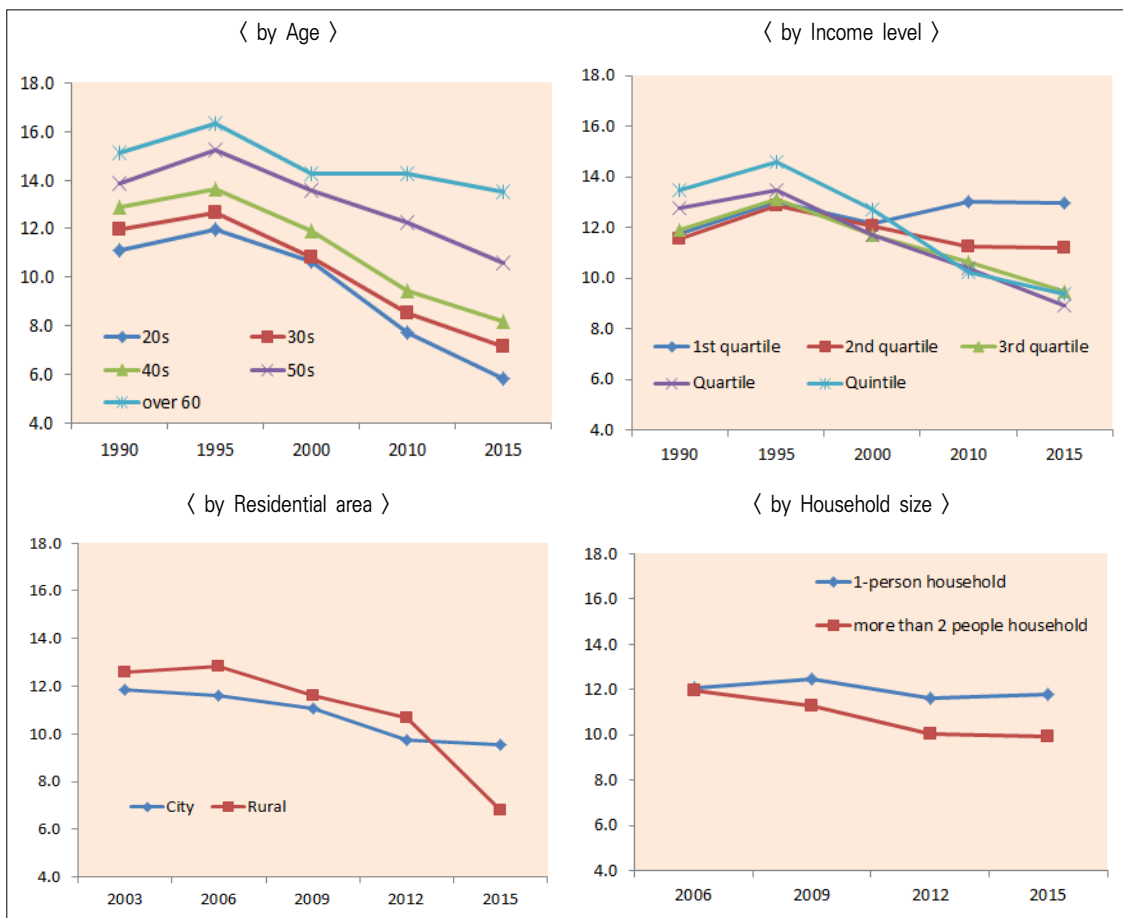 〈 by Age 〉
18.0
16.0
14.0
12.0
10.0
8.0
6.0
4.0
20s 30s
40s 50s
over 60
1990 1995 2000 2010 2015
〈 by Income level 〉
18.0
16.0
14.0
12.0
10.0
8.0
6.0
4.0
1st quartile 2nd quartile 3rd quartile
Quartile Quintile
1990 1995 2000 2010 2015
〈 by Residential area 〉
18.0
16.0
14.0
12.0
10.0
8.0
6.0
4.0
City Rural
2003 2006 2009 2012 2015
〈 by Household size 〉
18.0
16.0
14.0
12.0
10.0
8.0
6.0
4.0
1-person household
more than 2 people household
2006 2009 2012 2015